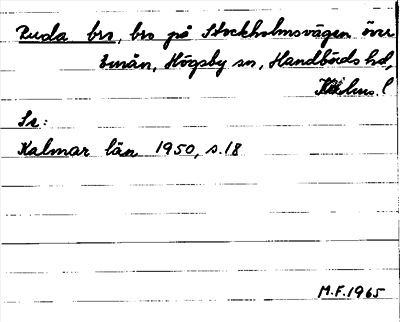 Ruda bro, bro på Stockholmsvägen över
Emån, Högsby sn, Handbörds hd,
l
Se:
Kalmar län 1950, s.18
M.F.1965